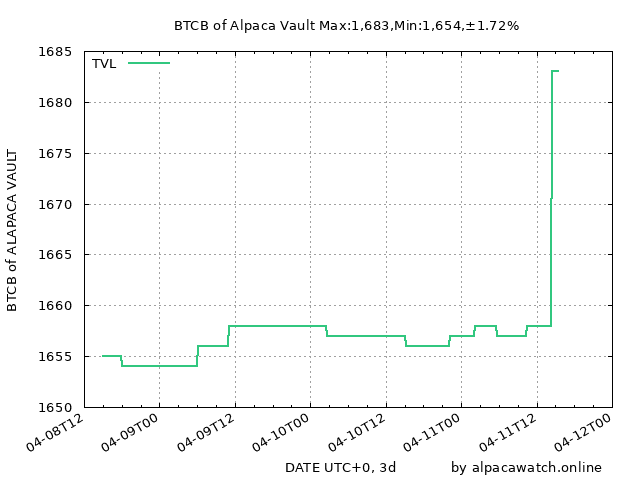 BTCB of Alpaca Vault Max:1,683,Min:1,654,±1.72%
TVL
BTCB of ALAPACA VAULT
1685
1680
1675
1670
1665
1660
1655
1650
04-08T12
04-09T00
04-09T12
04-10T00
04-10T12
04-11T00
04-11T12
04-12T00
DATE UTC+0, 3d
by alpacawatch.online